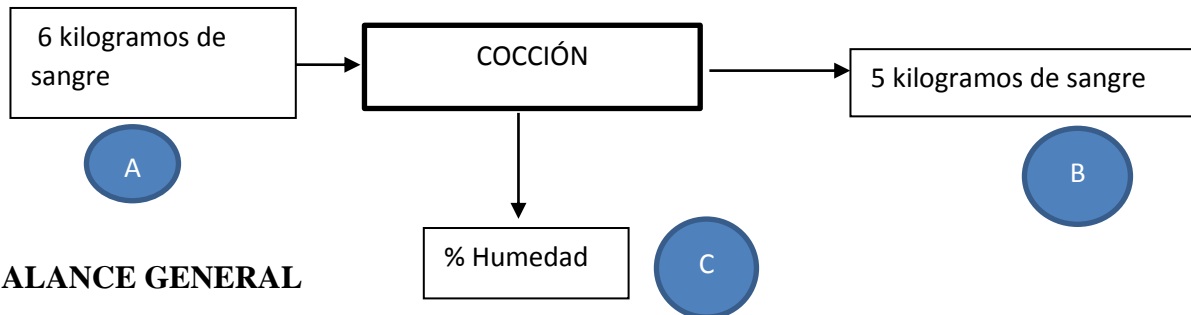 6 kilogramos de
sangre
COCCIÓN
5 kilogramos de sangre
A
B
% Humedad
C
ALANCE GENERAL